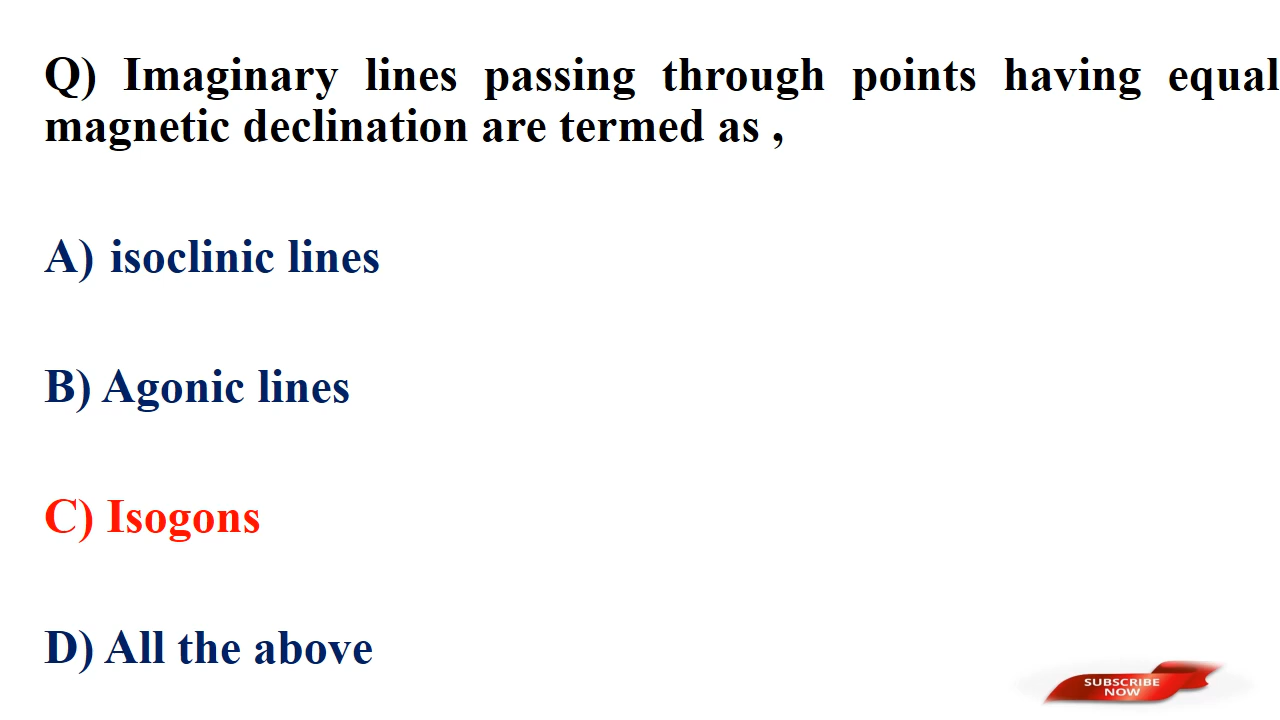 Q) Imaginary lines passing through points having equal
magnetic declination are termed as ,
A) isoclinic lines
B) Agonic lines
C) Isogons
D) All the above
SUBSCRIBE
NOW